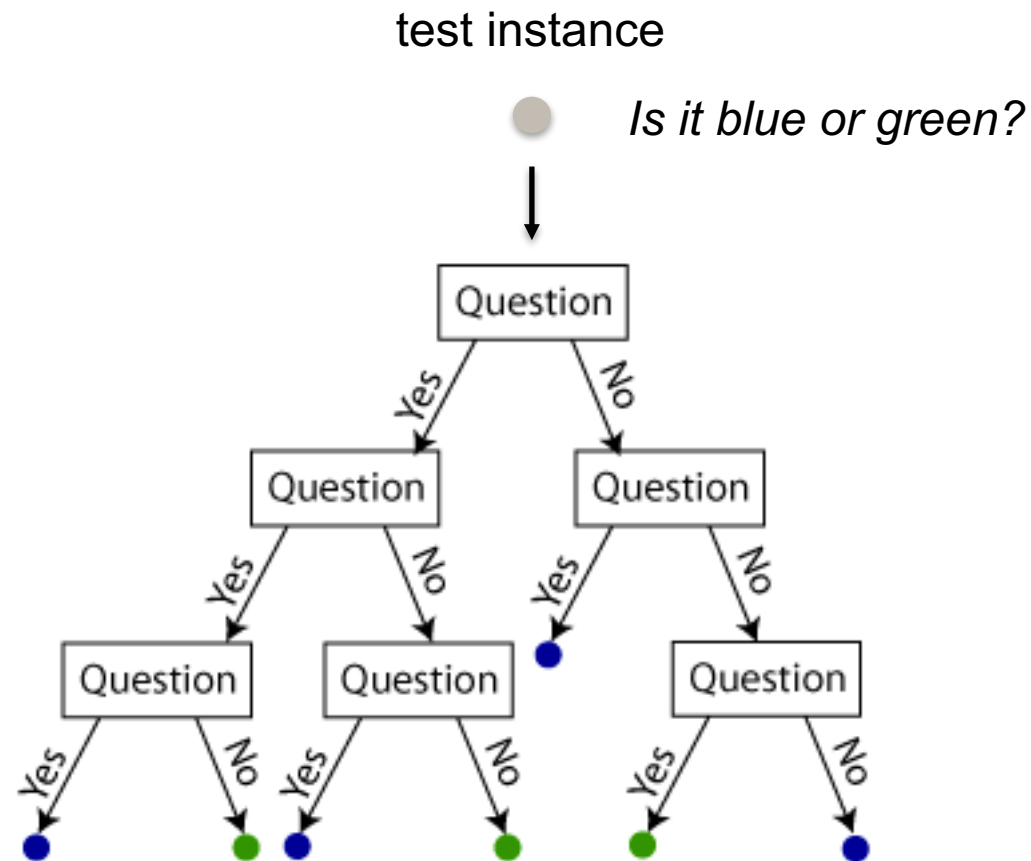 test instance
Is it blue or green?
Question
Yes
No
Question
Question
Yes
No
Yes
No
Question
Question
Question
Yes
No
Yes
No
Yes
No